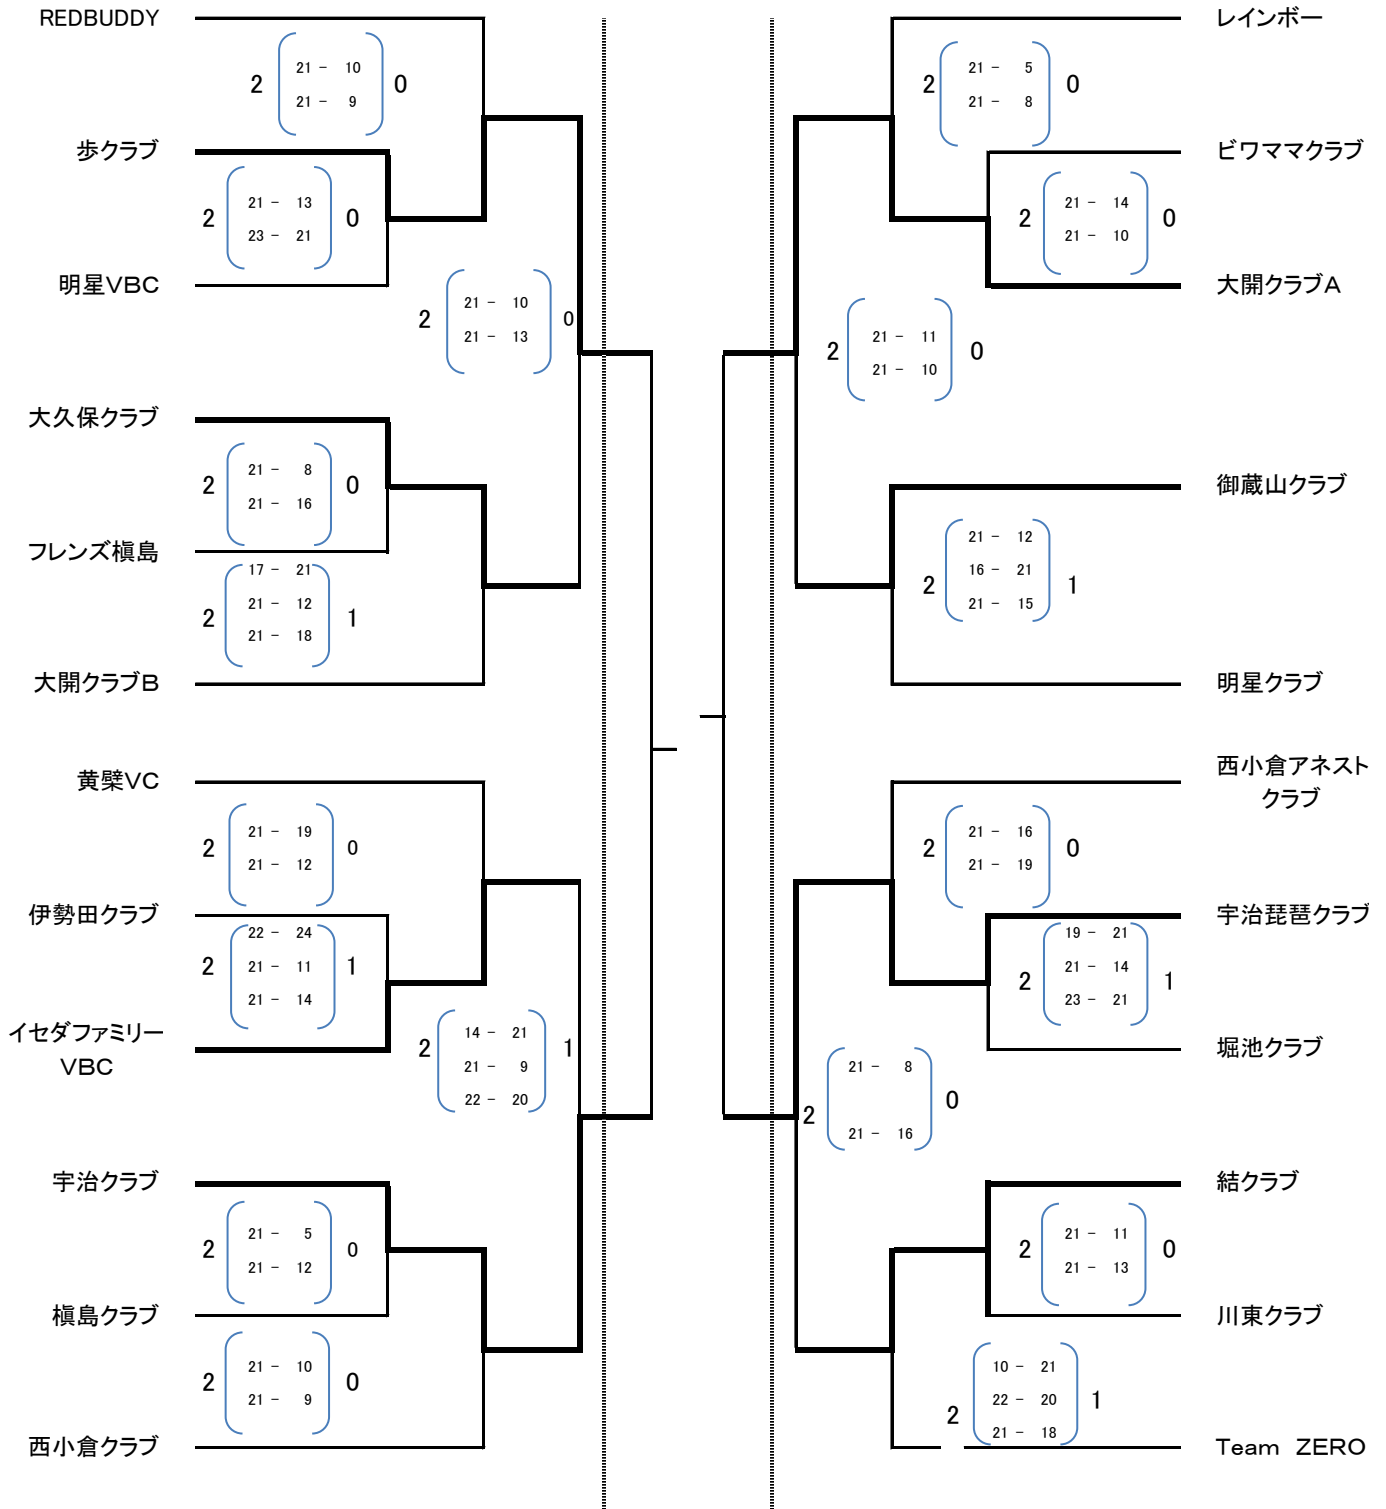 REDBUDDY
2 21 - 10 0
21 - 9
歩クラブ
2 21 - 13 0
23 - 21
明星VBC
2 21 - 10 0
21 - 13
大久保クラブ
2 21 - 8 0
21 - 16
フレンズ槇島
17 - 21
2 21 - 12 1
21 - 18
大開クラブB
黄檗VC
2 21 - 19 0
21 - 12
伊勢田クラブ
22 - 24
2 21 - 11 1
21 - 14
イセダファミリー
VBC
14 - 21
2 21 - 9 1
22 - 20
宇治クラブ
2 21 - 5 0
21 - 12
槇島クラブ
2 21 - 10 0
21 - 9
西小倉クラブ
レインボー
2 21 - 5 0
21 - 8
ビワママクラブ
2 21 - 14 0
21 - 10
大開クラブA
2 21 - 11 0
21 - 10
御蔵山クラブ
21 - 12
2 16 - 21 1
21 - 15
明星クラブ
西小倉アネスト
クラブ
2 21 - 16 0
21 - 19
宇治琵琶クラブ
19 - 21
2 21 - 14 1
23 - 21
堀池クラブ
21 - 8
2 0
21 - 16
結クラブ
2 21 - 11 0
21 - 13
川東クラブ
10 - 21
2 22 - 20 1
21 - 18
Team ZERO